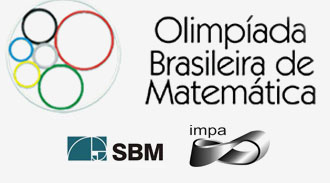 Olimpíada
Brasileira de
Matemática
SBM
impa